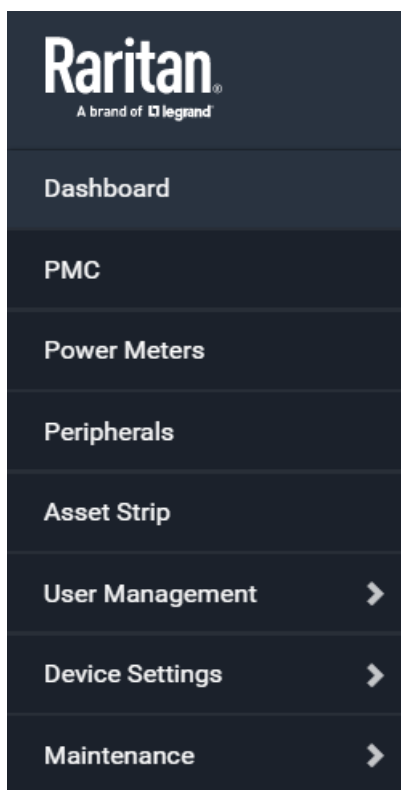 Raritan®
A brand of legrand®
Dashboard
PMC
Power Meters
Peripherals
Asset Strip
User Management
Device Settings
Maintenance